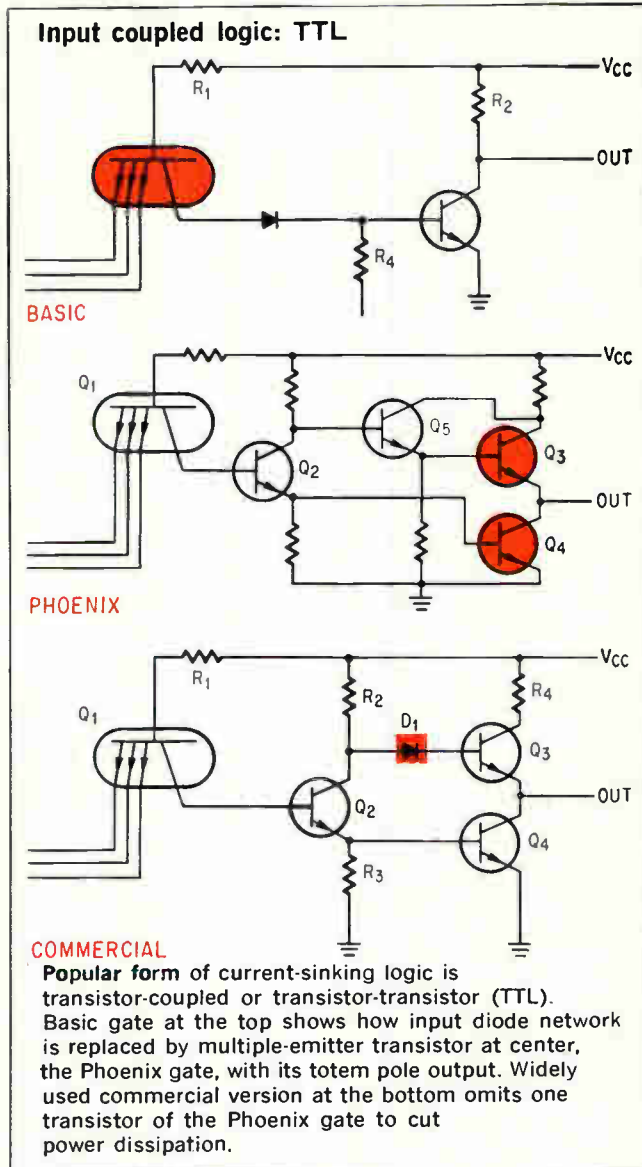 Input coupled logic: TTL
R1
VCC
R2
OUT
R4
BASIC
Q1
VCC
Q5
Q2
Q3
OUT
Q4
PHOENIX
R1
VCC
Q1
R2
R4
D1
Q3
OUT
Q2
Q4
R3
COMMERCIAL
Popular form of current-sinking logic is
transistor-coupled or transistor-transistor (TTL).
Basic gate at the top shows how input diode network
is replaced by multiple-emitter transistor at center,
the Phoenix gate, with its totem pole output. Widely
used commercial version at the bottom omits one
transistor of the Phoenix gate to cut
power dissipation.